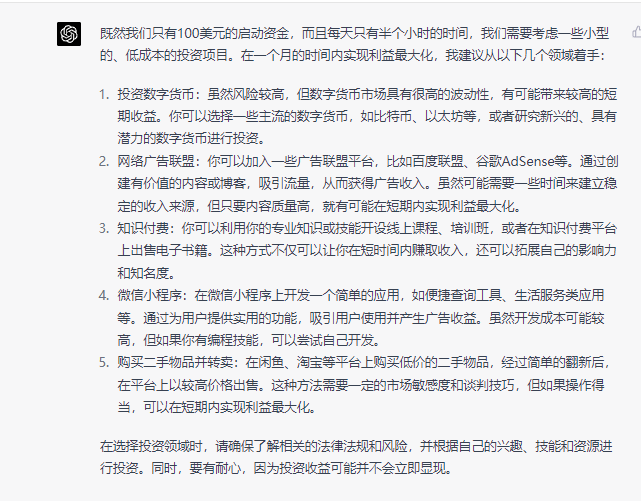 既然我们只有100美元的启动资金，而且每天只有半个小时的时间，我们需要考虑一些小型
的、低成本的投资项目。在一个月的时间内实现利益最大化，我建议从以下几个领域着手：
1. 投资数字货币：虽然风险较高，但数字货币市场具有很高的波动性，有可能带来较高的短
期收益。你可以选择一些主流的数字货币，如比特币、以太坊等，或者研究新兴的、具有
潜力的数字货币进行投资。
2. 网络广告联盟：你可以加入一些广告联盟平台，比如百度联盟、谷歌AdSense等。通过创
建有价值的内容或博客，吸引流量，从而获得广告收入。虽然可能需要一些时间来建立稳
定的收入来源，但只要内容质量高，就有可能在短期内实现利益最大化。
3. 知识付费：你可以利用你的专业知识或技能开设线上课程、培训班，或者在知识付费平台
上出售电子书籍。这种方式不仅可以让你在短时间内赚取收入，还可以拓展自己的影响力
和知名度。
4. 微信小程序：在微信小程序上开发一个简单的应用，如便捷查询工具、生活服务类应用
等。通过为用户提供实用的功能，吸引用户使用并产生广告收益。虽然开发成本可能较
高，但如果你有编程技能，可以尝试自己开发。
5. 购买二手物品并转卖：在闲鱼、淘宝等平台上购买低价的二手物品，经过简单的翻新后，
在平台上以较高价格出售。这种方法需要一定的市场敏感度和谈判技巧，但如果操作得
当，可以在短期内实现利益最大化。
在选择投资领域时，请确保了解相关的法律法规和风险，并根据自己的兴趣、技能和资源进
行投资。同时，要有耐心，因为投资收益可能并不会立即显现。